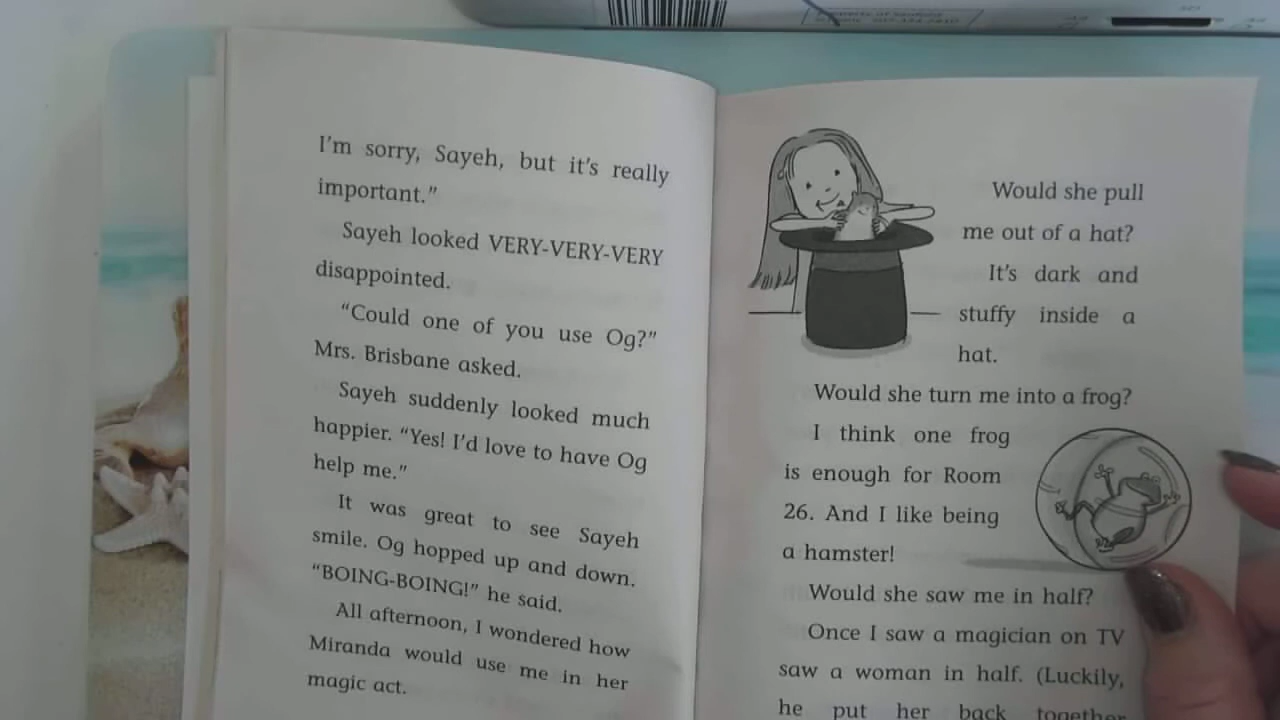 I'm sorry, Sayeh, but it's really
important."
Sayeh looked VERY-VERY-VERY
disappointed.
"Could one of you use Og?"
Mrs. Brisbane asked.
Sayeh suddenly looked much
happier. "Yes! I'd love to have Og
help me."
It was great to see Sayeh
smile. Og hopped up and down.
"BOING-BOING!" he said.
All afternoon, I wondered how
Miranda would use me in her
magic act.
Would she pull
me out of a hat?
It's dark and
stuffy inside a
hat.
Would she turn me into a frog?
I think one frog
is enough for Room
26. And I like being
a hamster!
Would she saw me in half?
Once I saw a magician on TV
saw a woman in half. (Luckily,
he put her back together